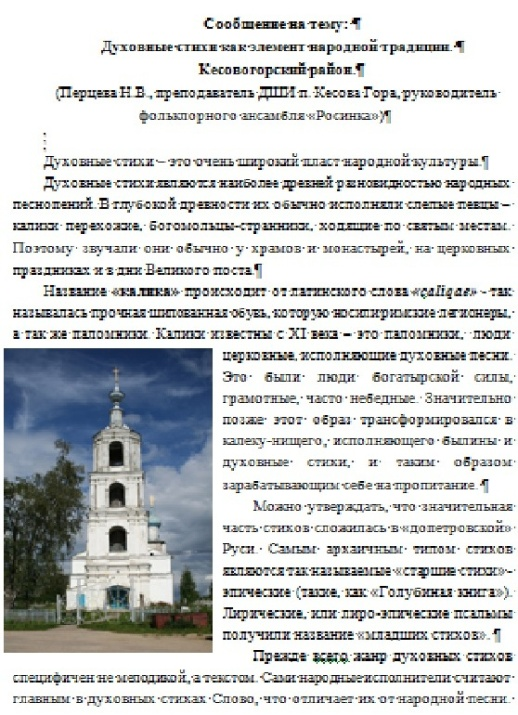 Сообщение на тему:
Духовные стихи как элемент народной традиции.
Кесовогорский район.
(Перцева Н.В., преподаватель ДШИ п. Кесова Гора, руководитель
фольклорного ансамбля «Росинка»)
Духовные стихи – это очень широкий пласт народной культуры.
Духовные стихи являются наиболее древней разновидностью народных
песнопений. В глубокой древности их обычно исполняли слепые певцы –
калики перехожие, богомольцы-странники, ходящие по святым местам.
Поэтому звучали они обычно у храмов и монастырей, на церковных
праздниках и в дни Великого поста.
Название «калика» происходит от латинского слова «çaligae» - так
называлась прочная шипованная обувь, которую носили римские легионеры,
а так же паломники. Калики известны с XI века – это паломники, люди
церковные, исполняющие духовные песни.
Это были люди богатырской силы,
грамотные, часто небедные. Значительно
позже этот образ трансформировался в
калеку-нищего, исполняющего былины и
духовные стихи, и таким образом
зарабатывающим себе на пропитание.
Можно утверждать, что значительная
часть стихов сложилась в «допетровской»
Руси. Самым архаичным типом стихов
являются так называемые «старшие стихи» -
эпические (такие, как «Голубиная книга»).
Лирические, или лиро-эпические псальмы
получили название «младших стихов».
Прежде всего жанр духовных стихов
специфичен не мелодикой, а текстом. Сами народные исполнители считают
главным в духовных стихах Слово, что отличает их от народной песни.